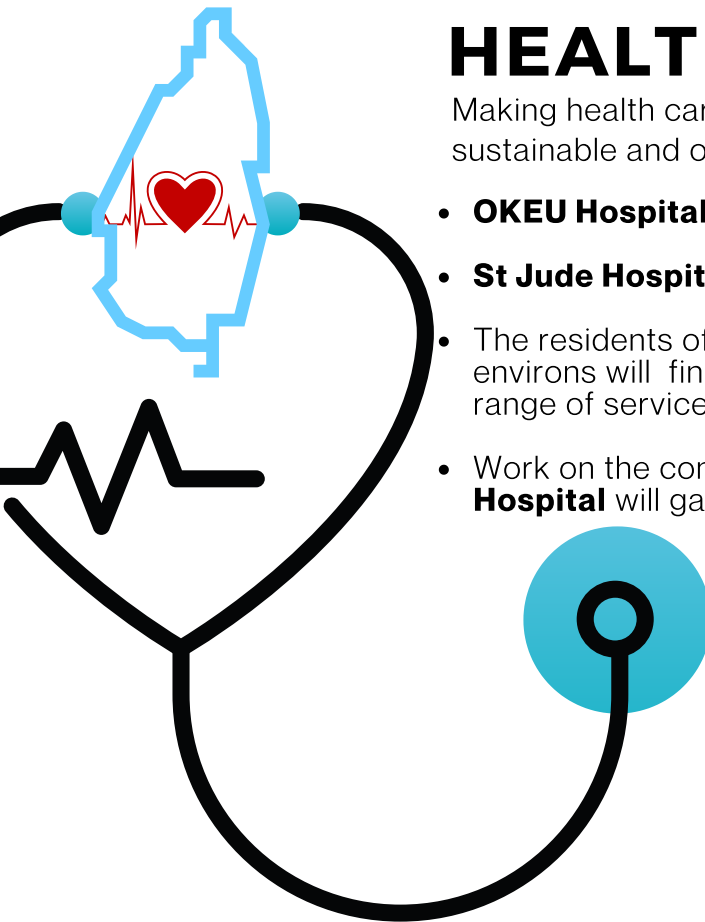 HEALT
Making health car
sustainable and o
• OKEU Hospital
• St Jude Hospit
• The residents of
environs will fin
range of service
• Work on the cor
Hospital will ga